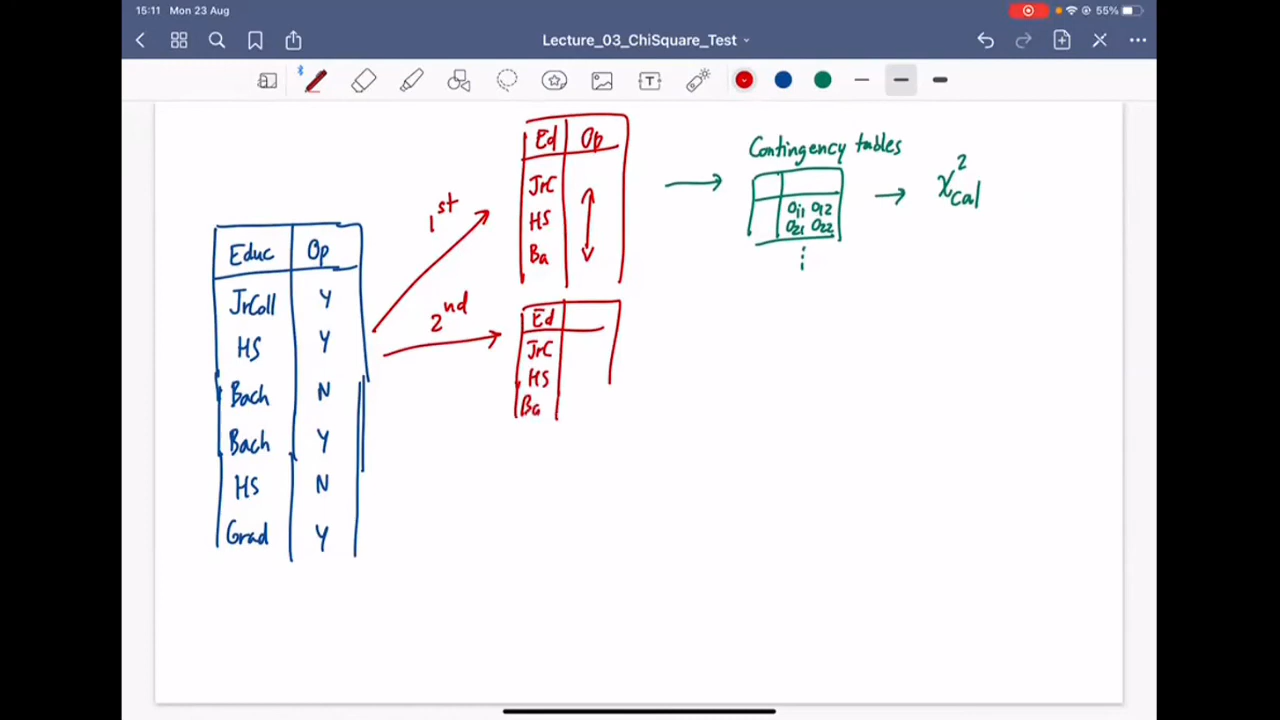 15:11 Mon 23 Aug
55%
Lecture_03_ChiSquare_Test
Educ Op
JrColl Y
HS Y
Bach N
Bach Y
HS N
Grad Y
1st
2nd
Ed Op
JrC
HS
Ba
Ed
JrC
HS
Ba
Contingency tables
O11 O12
O21 O22
⋮
χ²cal